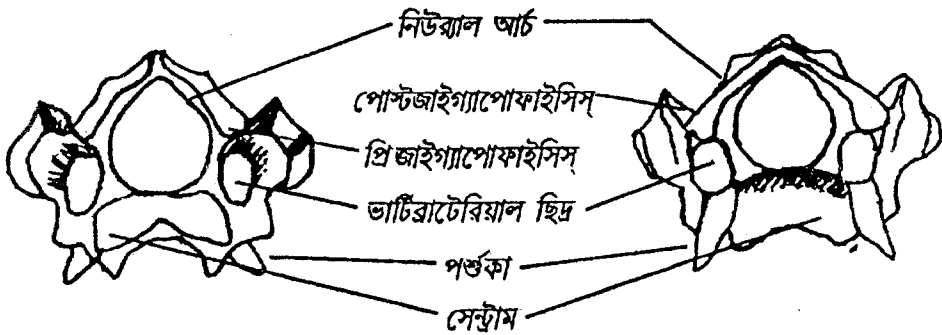 নিউর‍্যাল আর্চ
পোস্টজাইগ্যাপোফাইসিস্
প্রি জাইগ্যাপোফাইসিস্
ভার্টিব্রাটেরিয়াল ছিদ্র
পর্শুকা
সেন্ট্রাম